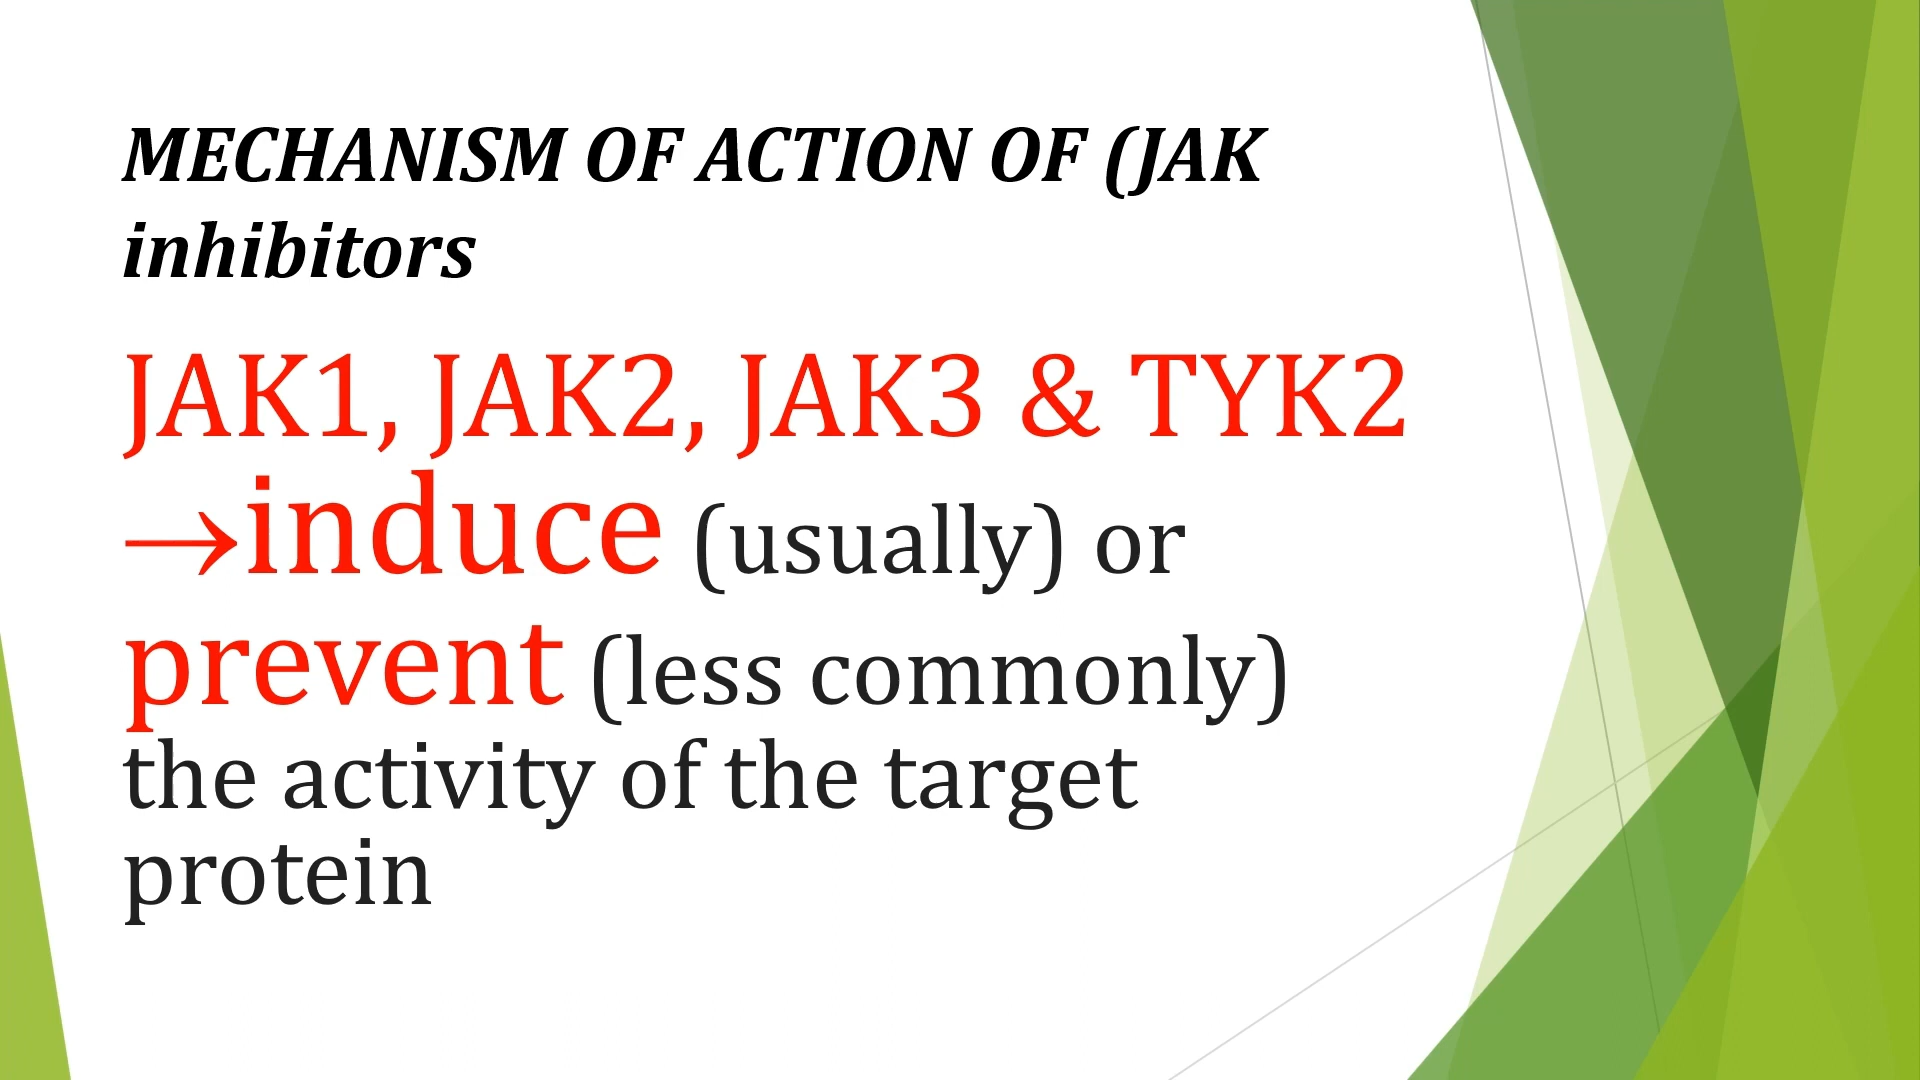 MECHANISM OF ACTION OF (JAK
inhibitors
JAK1, JAK2, JAK3 & TYK2
→induce (usually) or
prevent (less commonly)
the activity of the target
protein